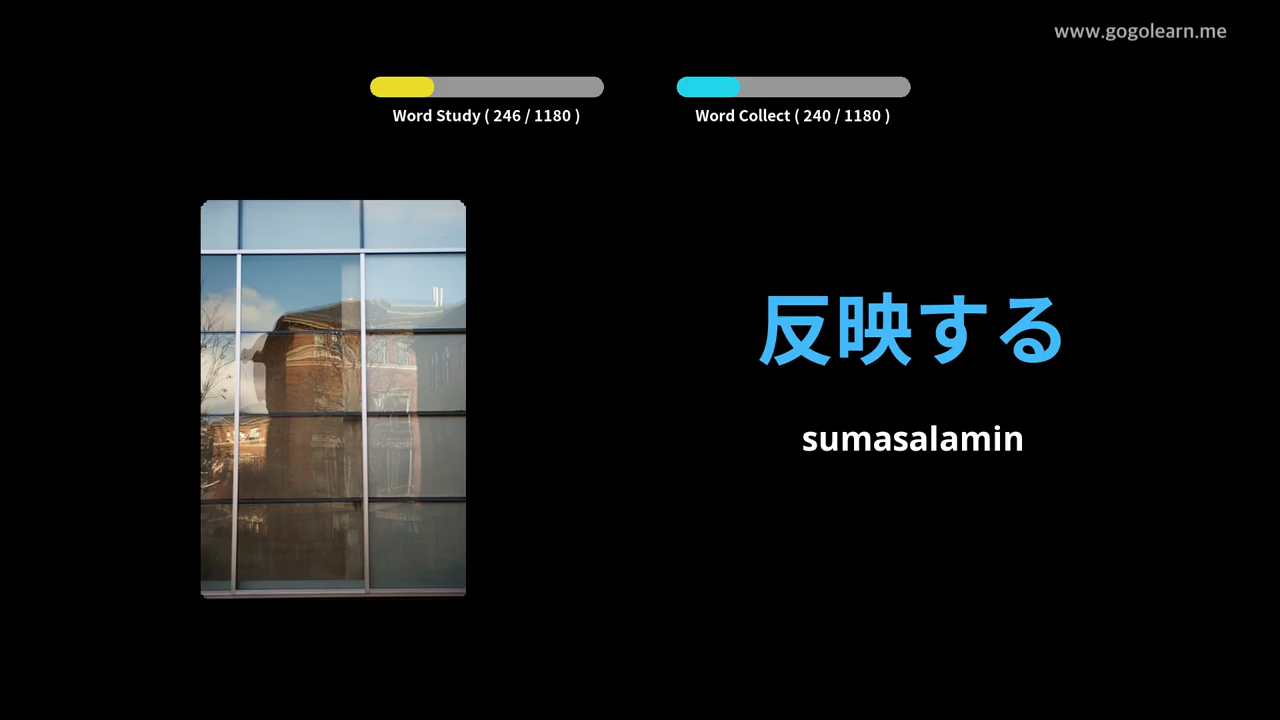 www.gogolearn.me
Word Study ( 246 / 1180 )
Word Collect ( 240 / 1180 )
反映する
sumasalamin